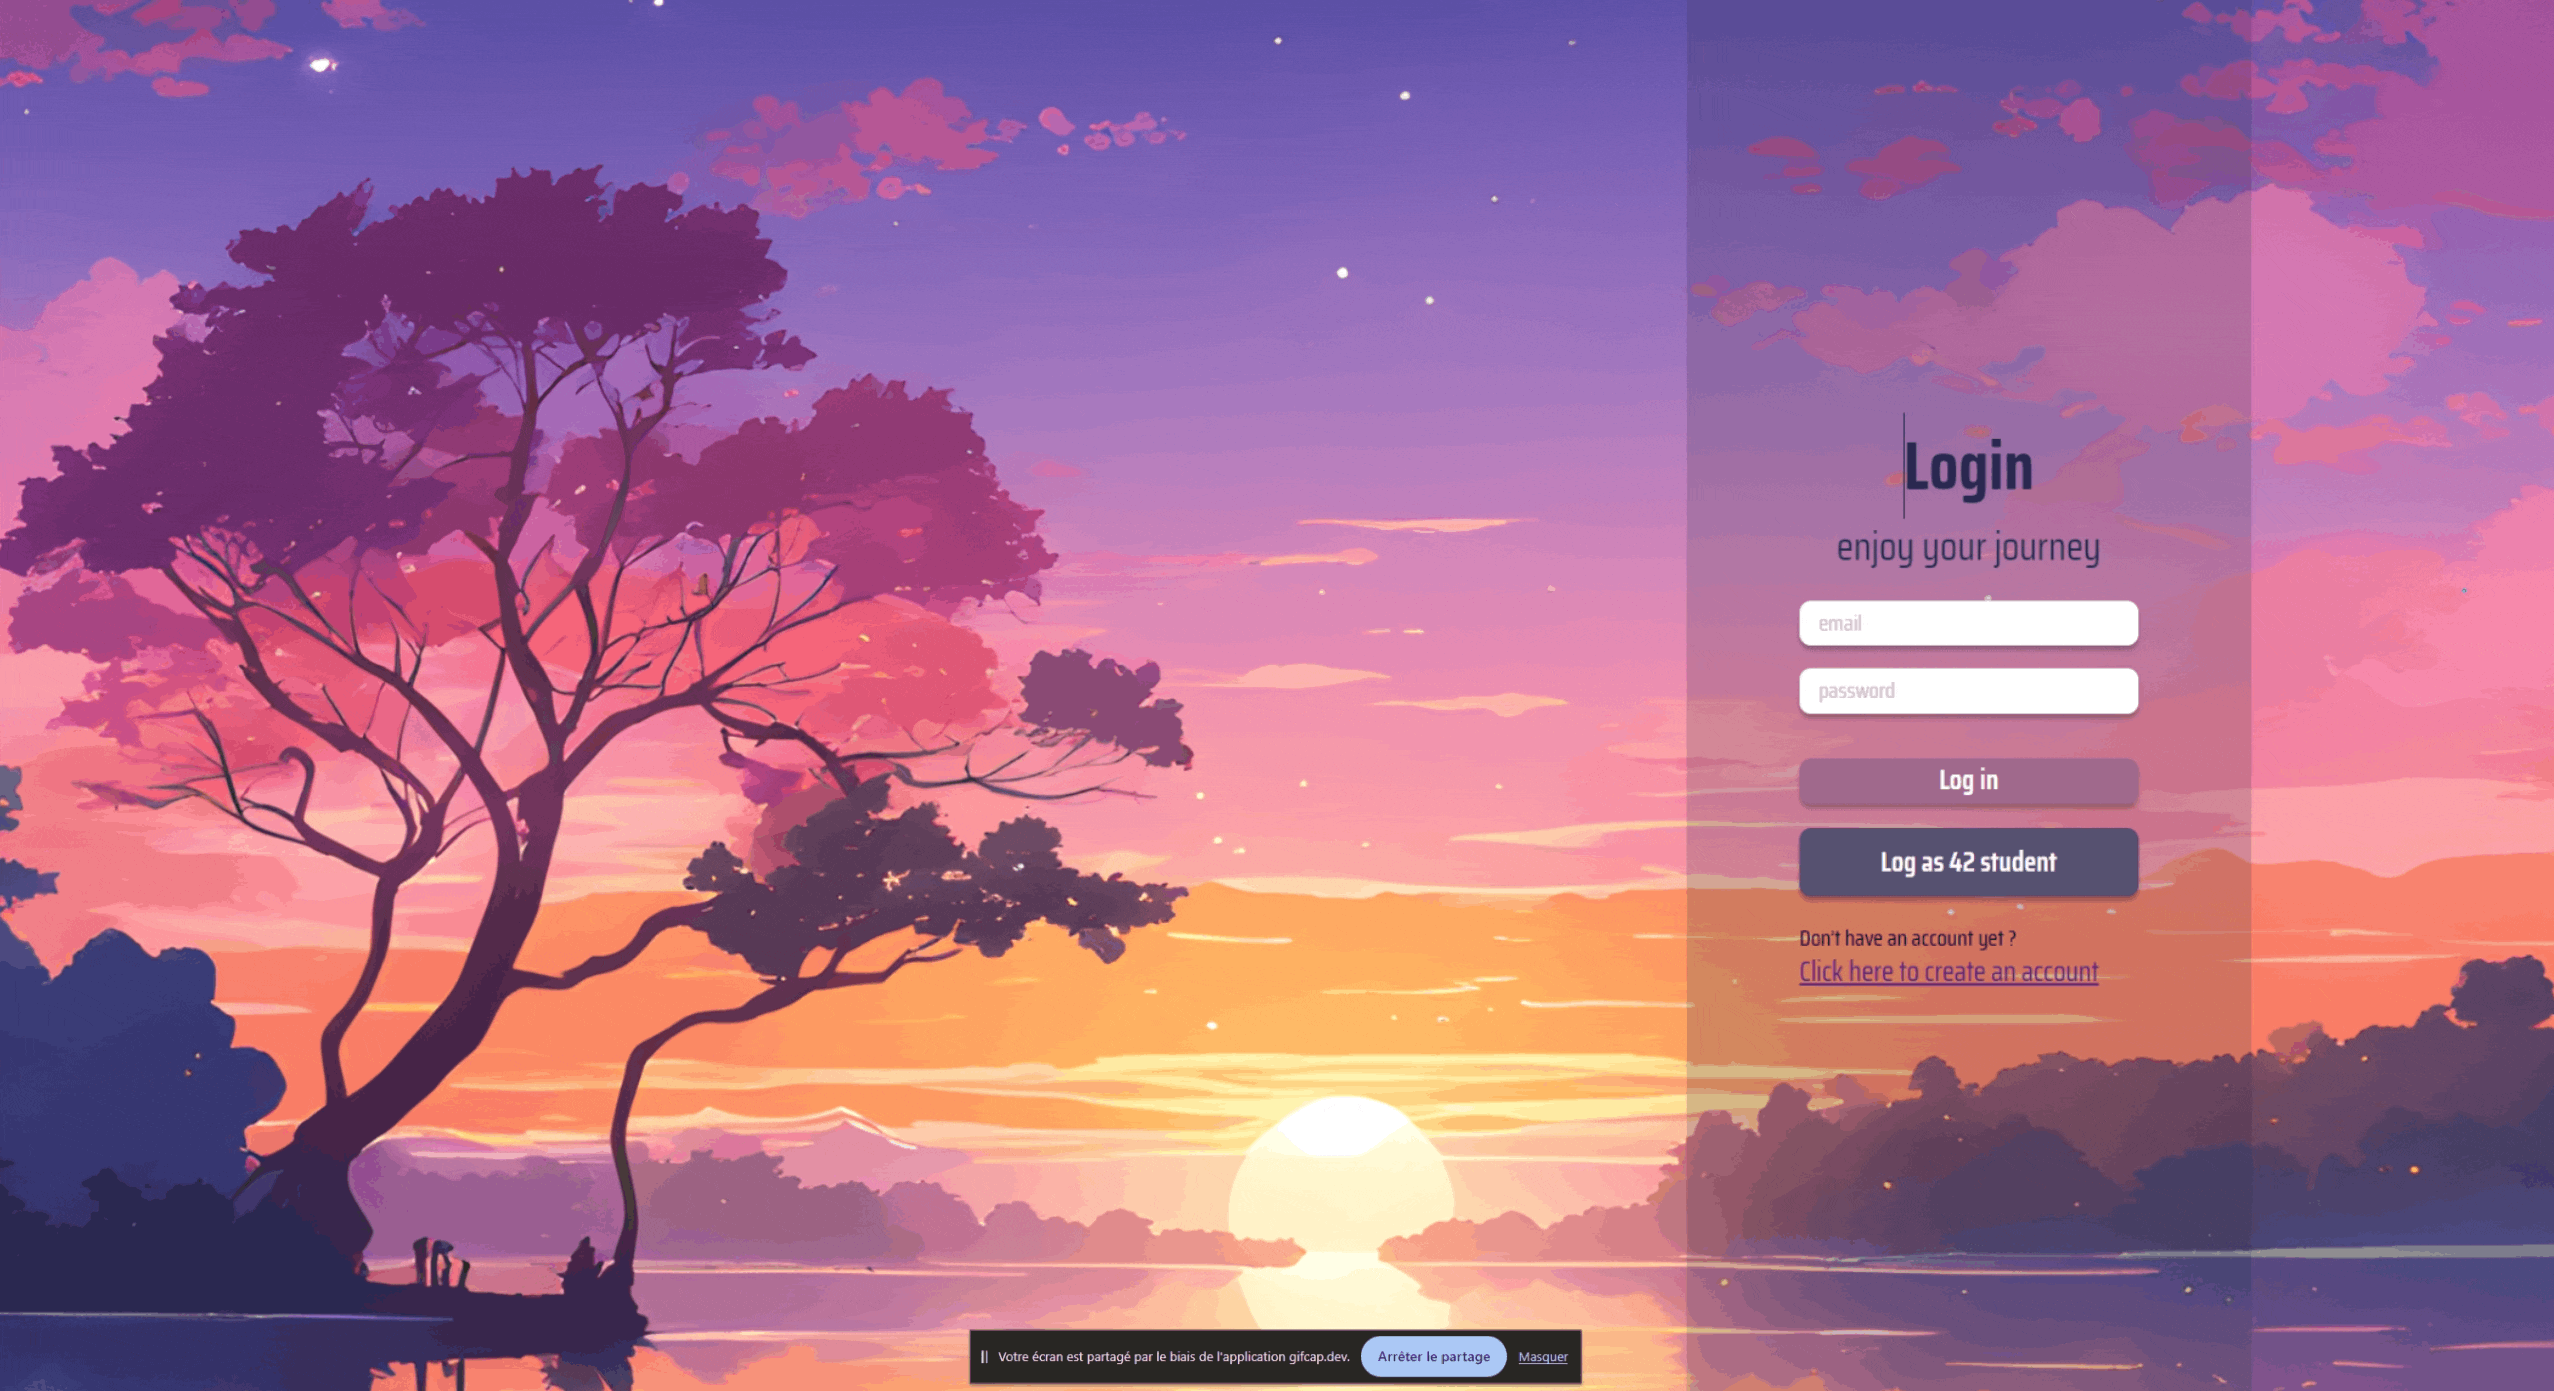 Login
enjoy your journey
email
password
Log in
Log as 42 student
Don't have an account yet ?
Click here to create an account
Votre écran est partagé par le biais de l'application gifcap.dev. Arrêter le partage Masquer